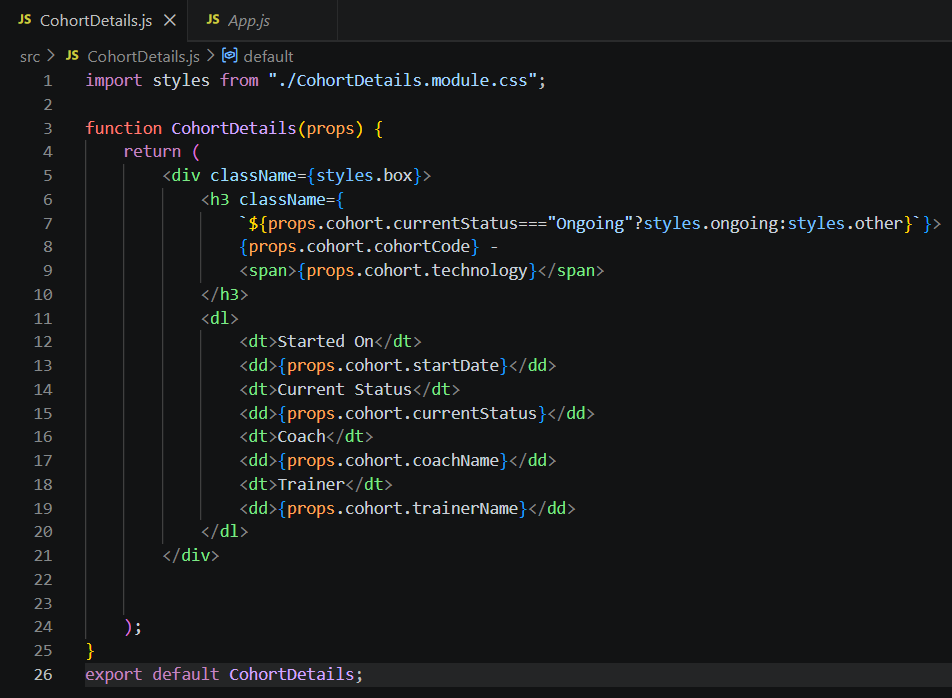 JS CohortDetails.js × JS App.js
src > JS CohortDetails.js > default
1 import styles from "./CohortDetails.module.css";
2
3 function CohortDetails(props) {
4     return (
5         <div className={styles.box}>
6             <h3 className={
7                 `${props.cohort.currentStatus==="Ongoing"?styles.ongoing:styles.other}`}>
8                 {props.cohort.cohortCode} -
9                 <span>{props.cohort.technology}</span>
10             </h3>
11             <dl>
12                 <dt>Started On</dt>
13                 <dd>{props.cohort.startDate}</dd>
14                 <dt>Current Status</dt>
15                 <dd>{props.cohort.currentStatus}</dd>
16                 <dt>Coach</dt>
17                 <dd>{props.cohort.coachName}</dd>
18                 <dt>Trainer</dt>
19                 <dd>{props.cohort.trainerName}</dd>
20             </dl>
21         </div>
22
23
24     );
25 }
26 export default CohortDetails;